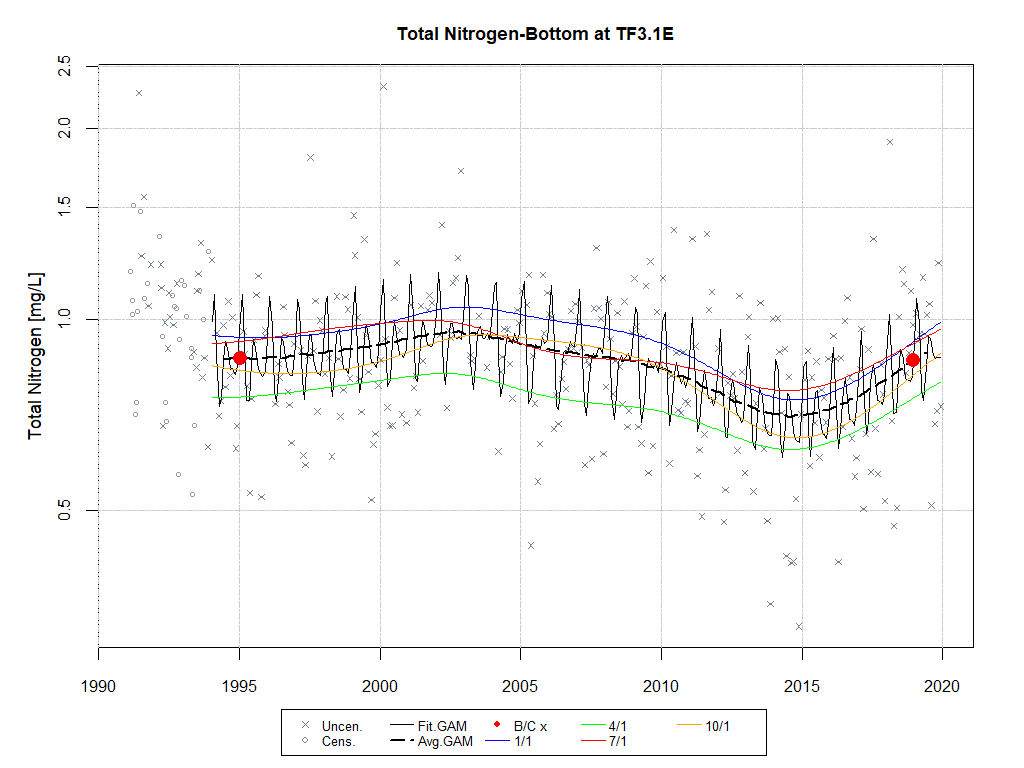 Total Nitrogen-Bottom at TF3.1E
Total Nitrogen [mg/L]
2.5
2.0
1.5
1.0
0.5
1990 1995 2000 2005 2010 2015 2020
Uncen. Fit.GAM B/C x 4/1 10/1
Cens. Avg.GAM 1/1 7/1